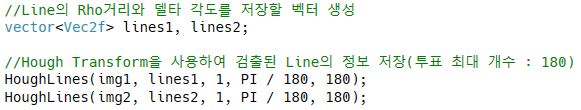 //Line의 Rho거리와 델타 각도를 저장할 벡터 생성
vector<Vec2f> lines1, lines2;
//Hough Transform을 사용하여 검출된 Line의 정보 저장(투표 최대 개수 : 180)
HoughLines(img1, lines1, 1, PI / 180, 180);
HoughLines(img2, lines2, 1, PI / 180, 180);